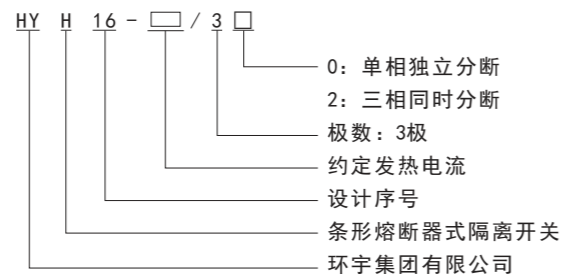 HY H 16-□/3□
0：单相独立分断
2：三相同时分断
极数：3极
约定发热电流
设计序号
条形熔断器式隔离开关
环宇集团有限公司